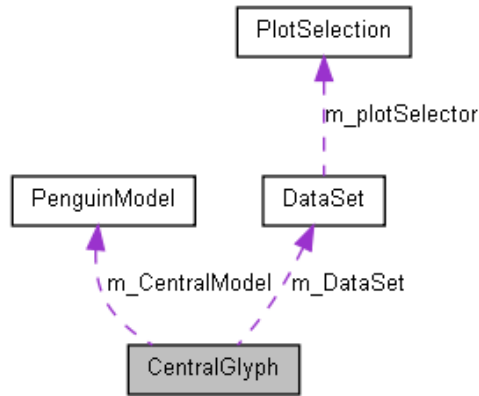 PlotSelection
m_plotSelector
PenguinModel
DataSet
m_CentralModel
m_DataSet
CentralGlyph